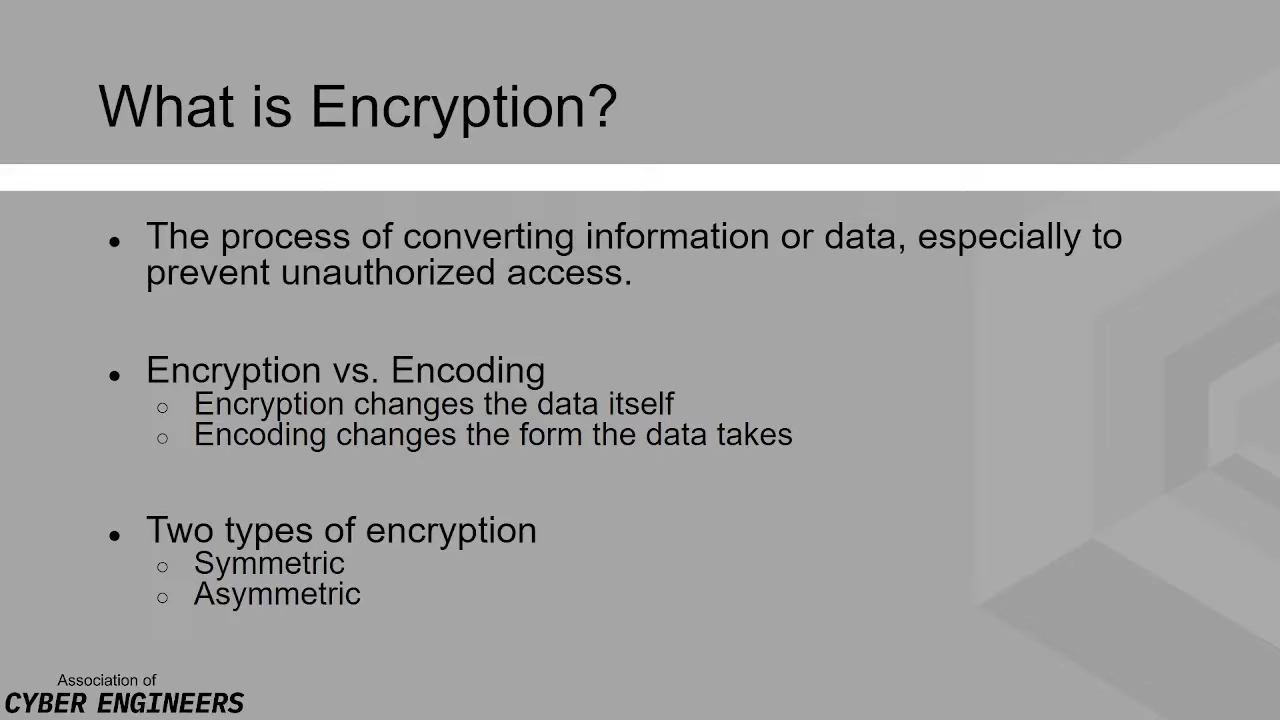 What is Encryption?
● The process of converting information or data, especially to
prevent unauthorized access.
● Encryption vs. Encoding
○ Encryption changes the data itself
○ Encoding changes the form the data takes
● Two types of encryption
○ Symmetric
○ Asymmetric
Association of
CYBER ENGINEERS